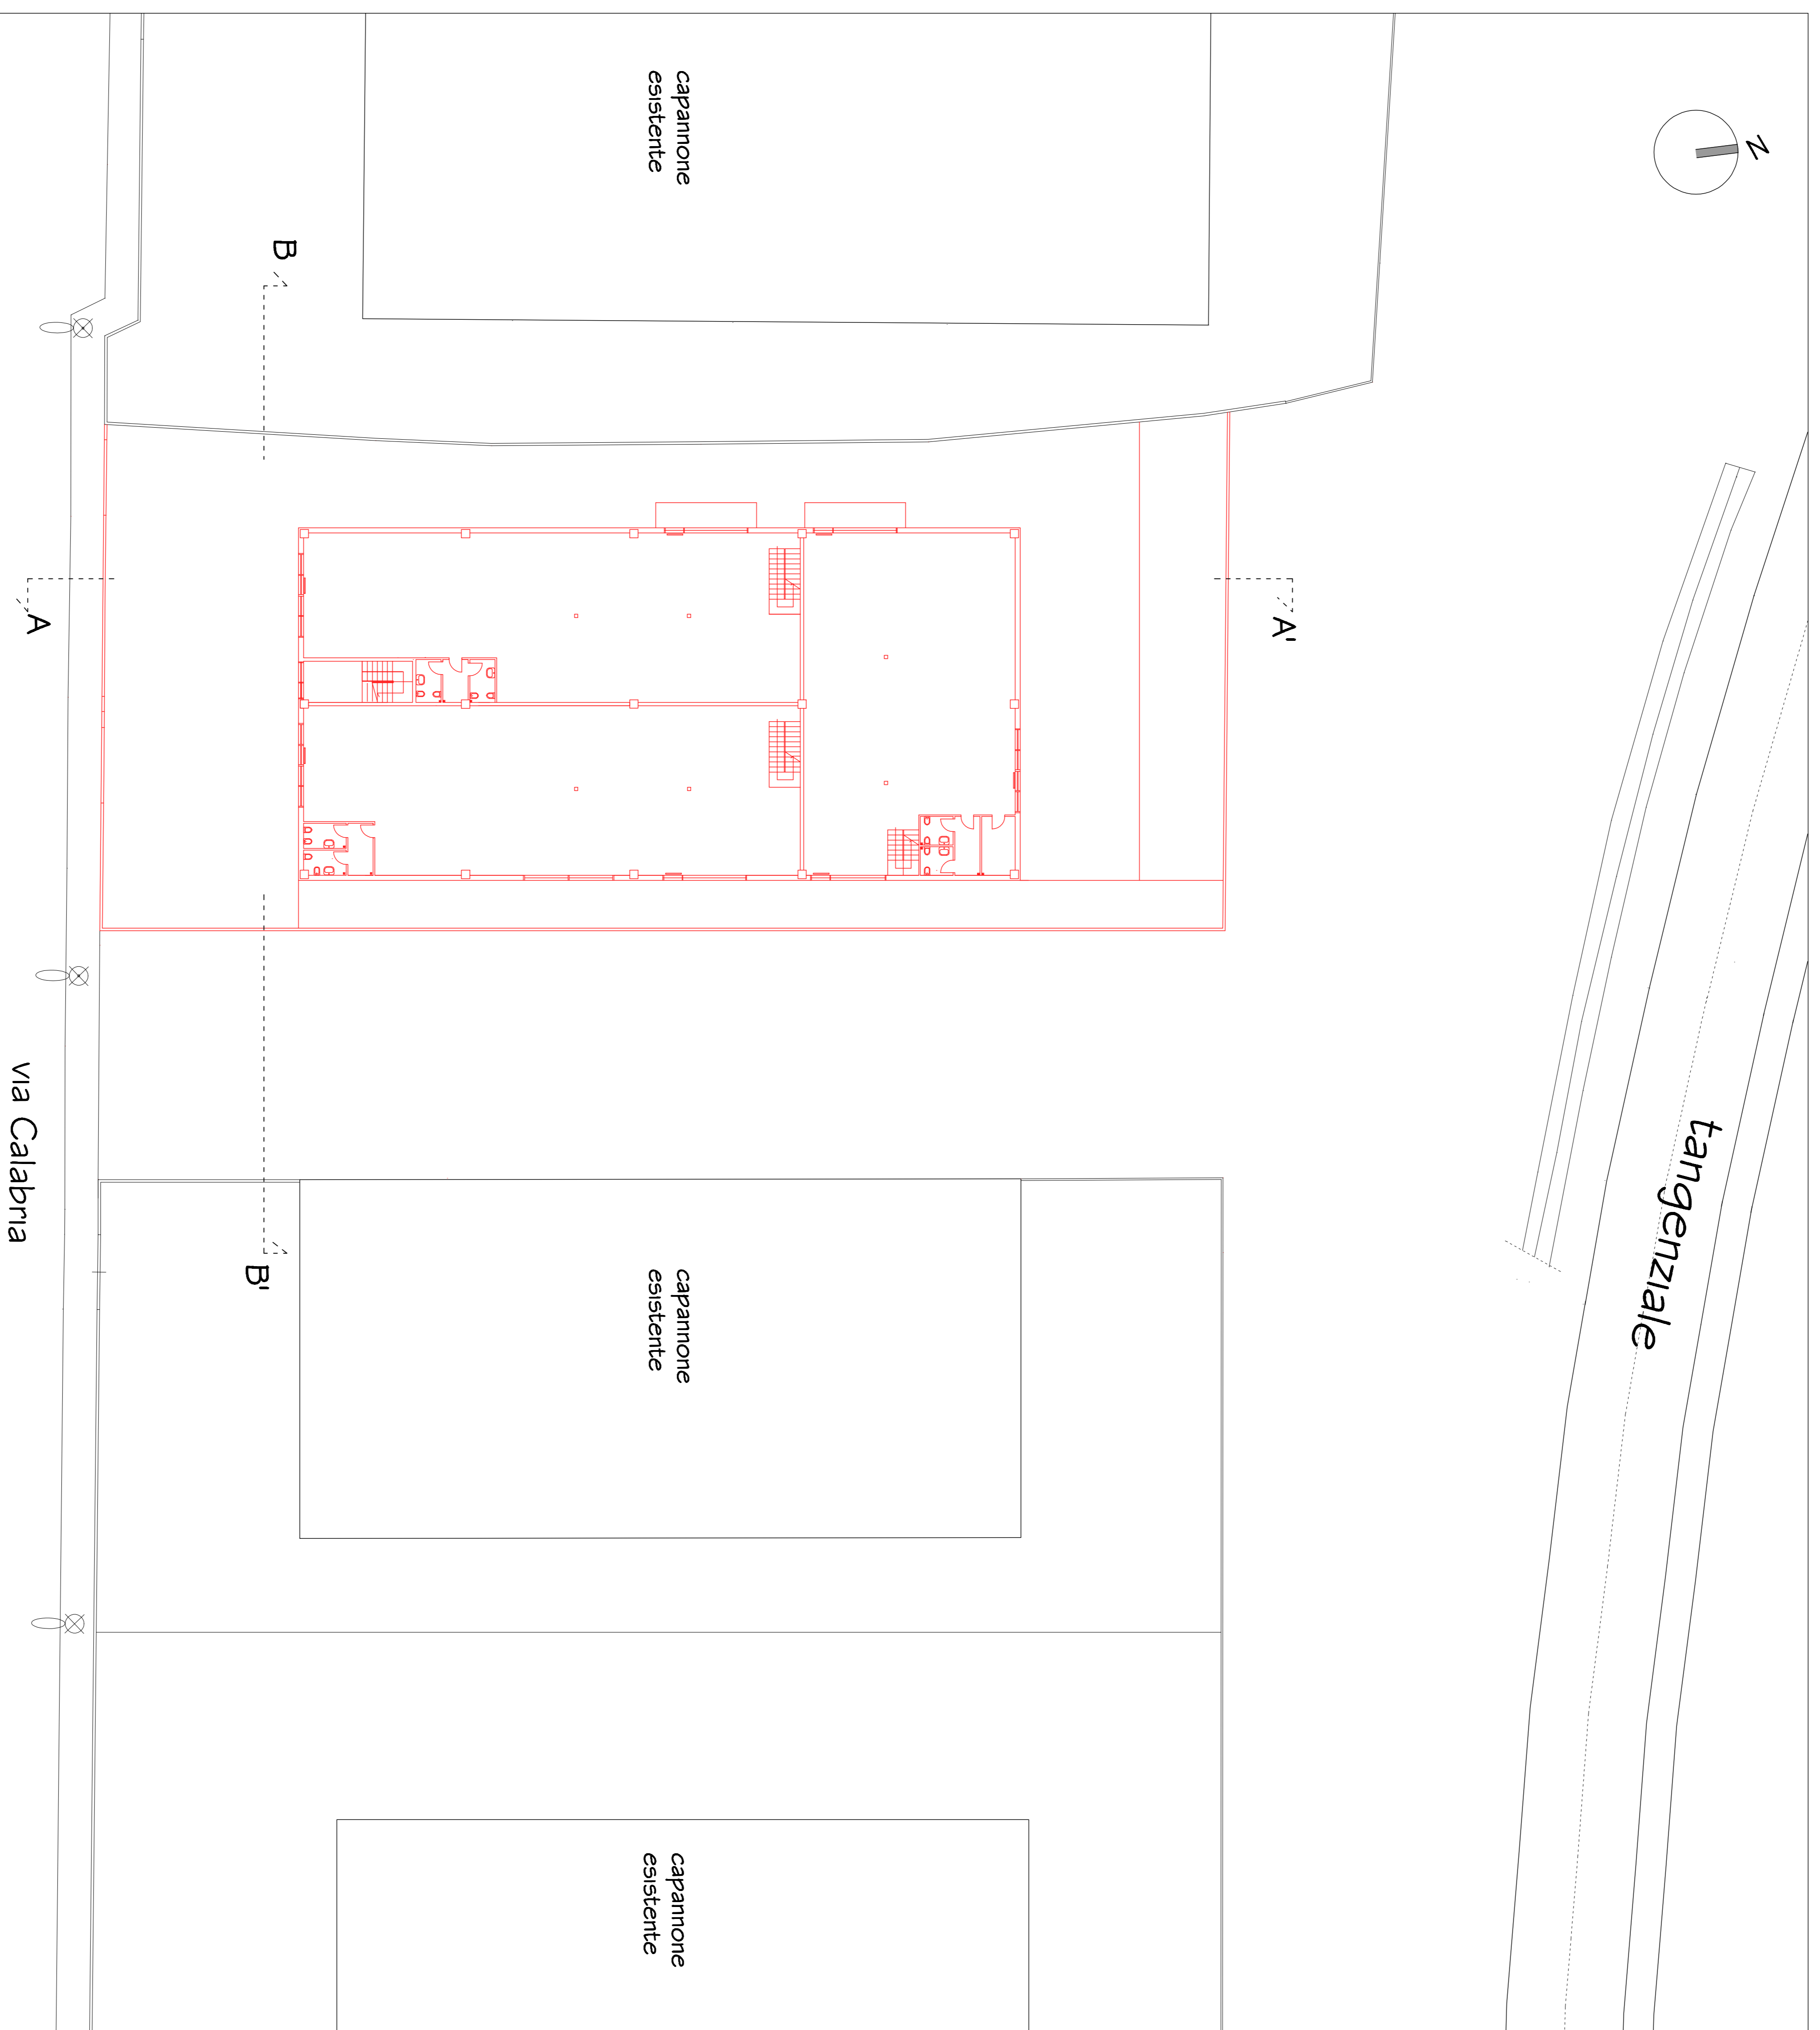 N
capannone
esistente
B
A
A'
tangenziale
via Calabria
B'
capannone
esistente
capannone
esistente